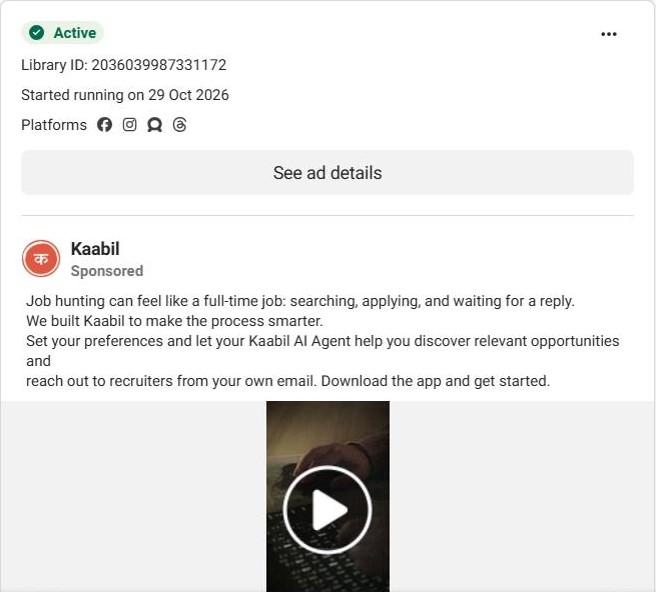 Active
Library ID: 2036039987331172
Started running on 29 Oct 2026
Platforms
See ad details
क
Kaabil
Sponsored
Job hunting can feel like a full-time job: searching, applying, and waiting for a reply.
We built Kaabil to make the process smarter.
Set your preferences and let your Kaabil AI Agent help you discover relevant opportunities
and
reach out to recruiters from your own email. Download the app and get started.